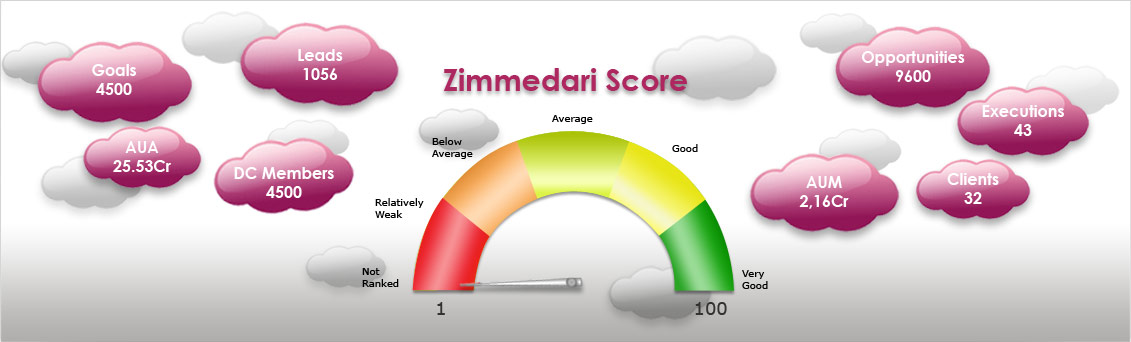 Goals
4500
Leads
1056
AUA
25.53Cr
DC Members
4500
Zimmedari Score
Not
Ranked
Relatively
Weak
Below
Average
Average
Good
Very
Good
1
100
Opportunities
9600
Executions
43
AUM
2,16Cr
Clients
32